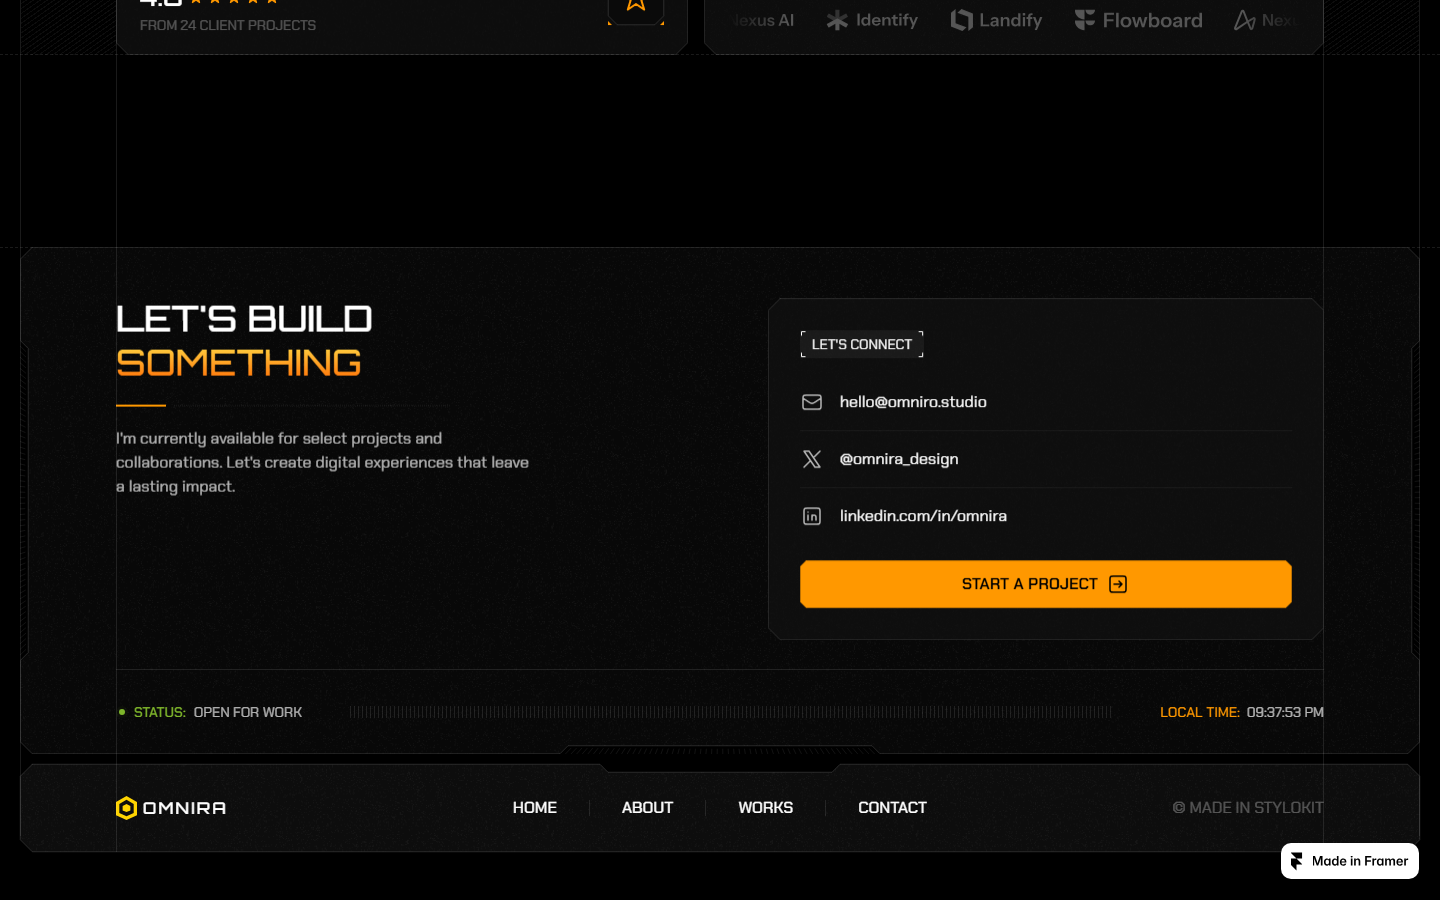 FROM 24 CLIENT PROJECTS
exus AI
Identify
Landify
Flowboard
Nex
LET'S BUILD
SOMETHING
I'm currently available for select projects and
collaborations. Let's create digital experiences that leave
a lasting impact.
LET'S CONNECT
hello@omniro.studio
@omnira_design
linkedin.com/in/omnira
START A PROJECT
STATUS: OPEN FOR WORK
LOCAL TIME: 09:37:53 PM
OMNIRA
HOME
ABOUT
WORKS
CONTACT
© MADE IN STYLOKIT
Made in Framer